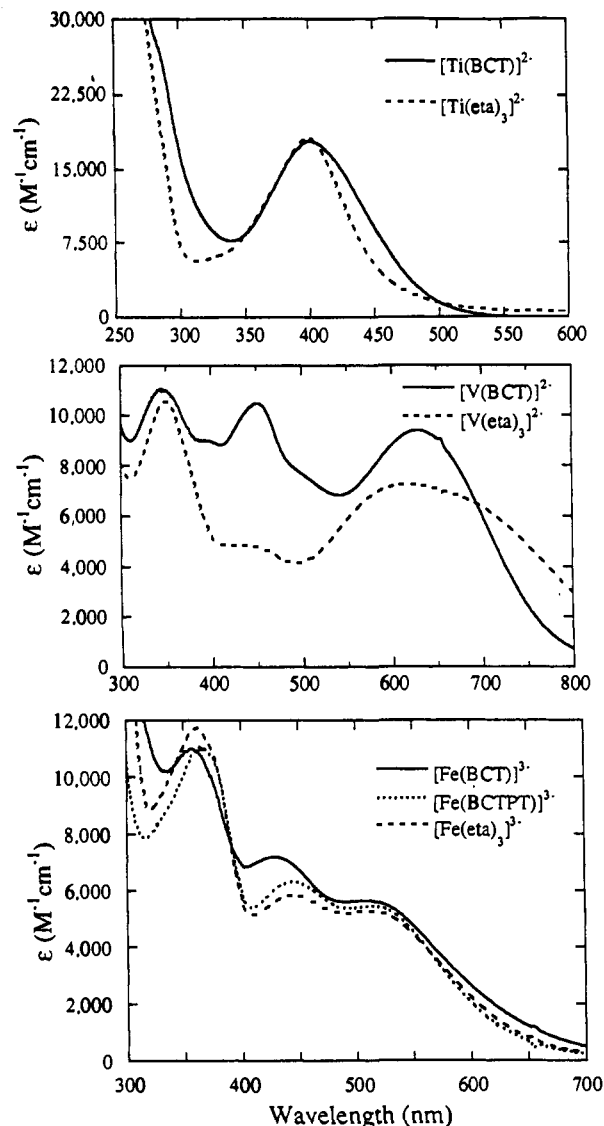 30,000
22,500
15,000
7,500
0
ε (M⁻¹cm⁻¹)
[Ti(BCT)]²⁻
[Ti(eta)₃]²⁻
250 300 350 400 450 500 550 600
12,000
10,000
8,000
6,000
4,000
2,000
0
ε (M⁻¹cm⁻¹)
[V(BCT)]²⁻
[V(eta)₃]²⁻
300 400 500 600 700 800
12,000
10,000
8,000
6,000
4,000
2,000
0
ε (M⁻¹cm⁻¹)
[Fe(BCT)]³⁻
[Fe(BCTPT)]³⁻
[Fe(eta)₃]³⁻
300 400 500 600 700
Wavelength (nm)